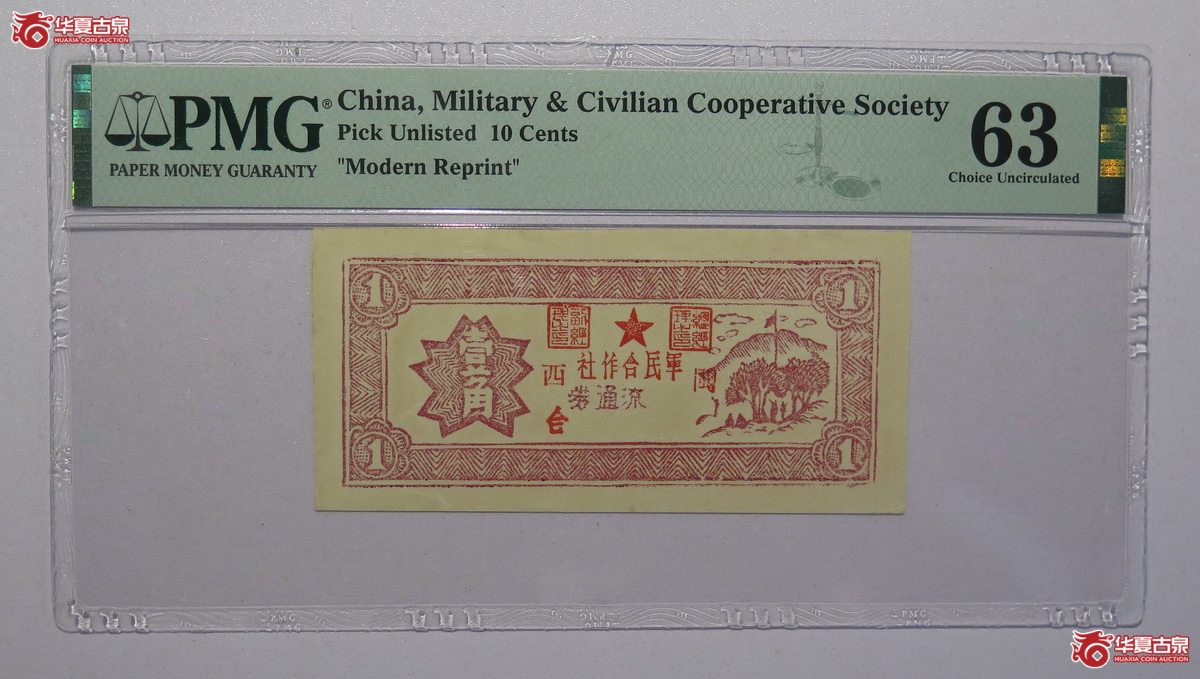 华夏古泉
HUAXIA COIN AUCTION
PMG®
PAPER MONEY GUARANTY
China, Military & Civilian Cooperative Society
Pick Unlisted 10 Cents
"Modern Reprint"
63
Choice Uncirculated
1
1
壹角
軍民合作社
西
流通券
合
1
1
华夏古泉
HUAXIA COIN AUCTION